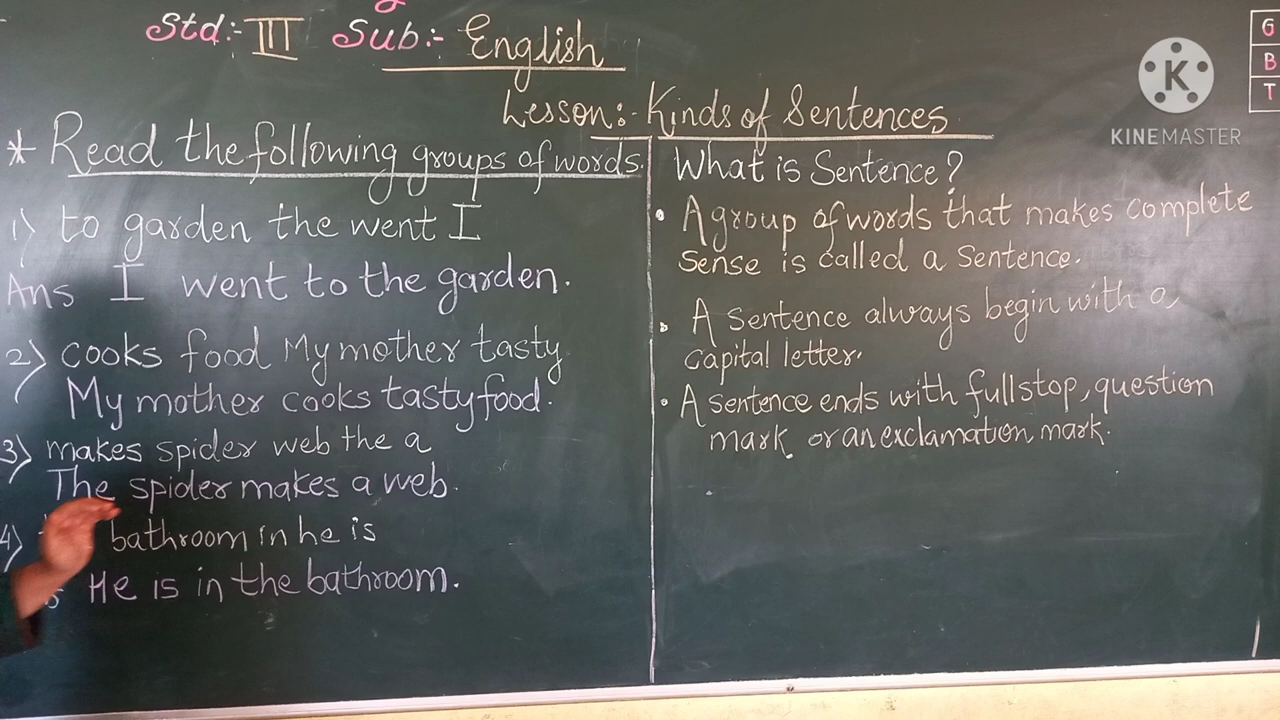 Std:- III Sub:- English
Lesson:- Kinds of Sentences
* Read the following groups of words.
1) to garden the went I
Ans I went to the garden.
2) cooks food My mother tasty
My mother cooks tasty food.
3) makes spider web the a
The spider makes a web.
4) bathroom in he is
He is in the bathroom.
What is Sentence?
• A group of words that makes complete
sense is called a sentence.
• A sentence always begin with a
capital letter.
• A sentence ends with fullstop, question
mark or an exclamation mark.
G
B
T
K
KINEMASTER